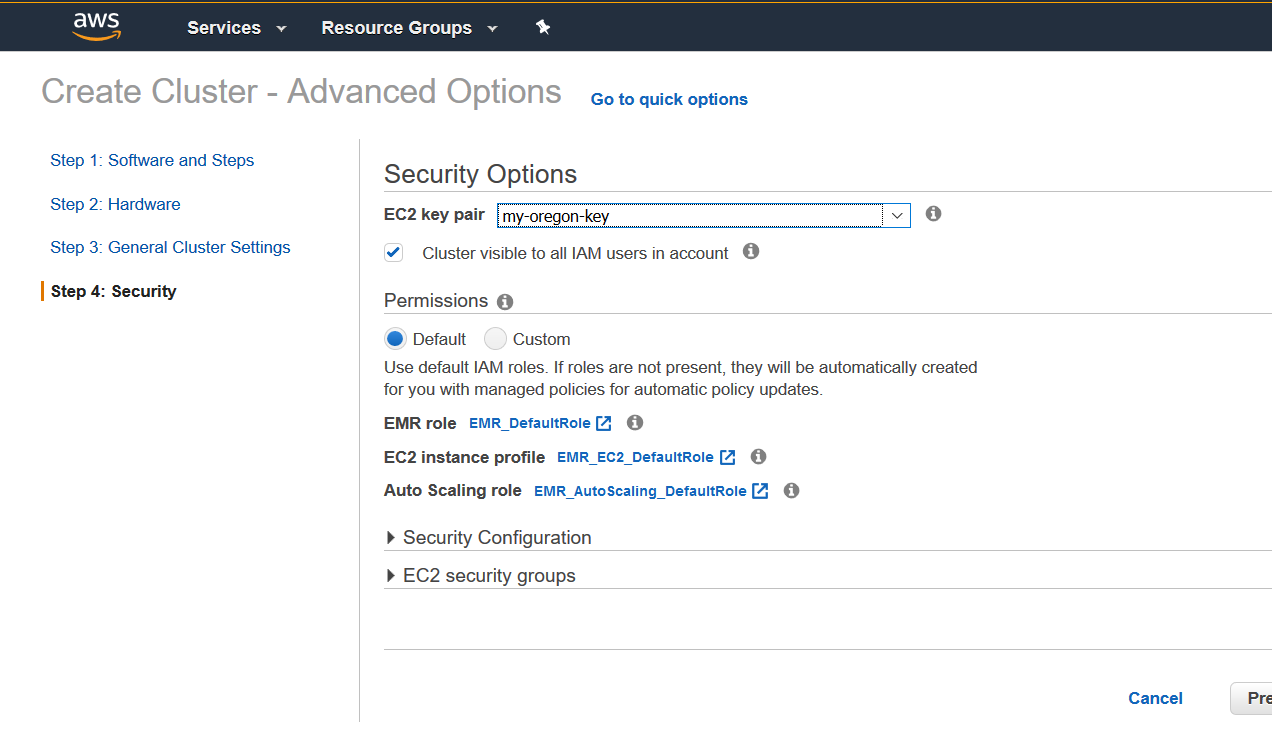 aws Services Resource Groups
Create Cluster - Advanced Options Go to quick options
Step 1: Software and Steps
Step 2: Hardware
Step 3: General Cluster Settings
Step 4: Security
Security Options
EC2 key pair my-oregon-key
Cluster visible to all IAM users in account
Permissions
Default Custom
Use default IAM roles. If roles are not present, they will be automatically created
for you with managed policies for automatic policy updates.
EMR role EMR_DefaultRole
EC2 instance profile EMR_EC2_DefaultRole
Auto Scaling role EMR_AutoScaling_DefaultRole
Security Configuration
EC2 security groups
Cancel Pre